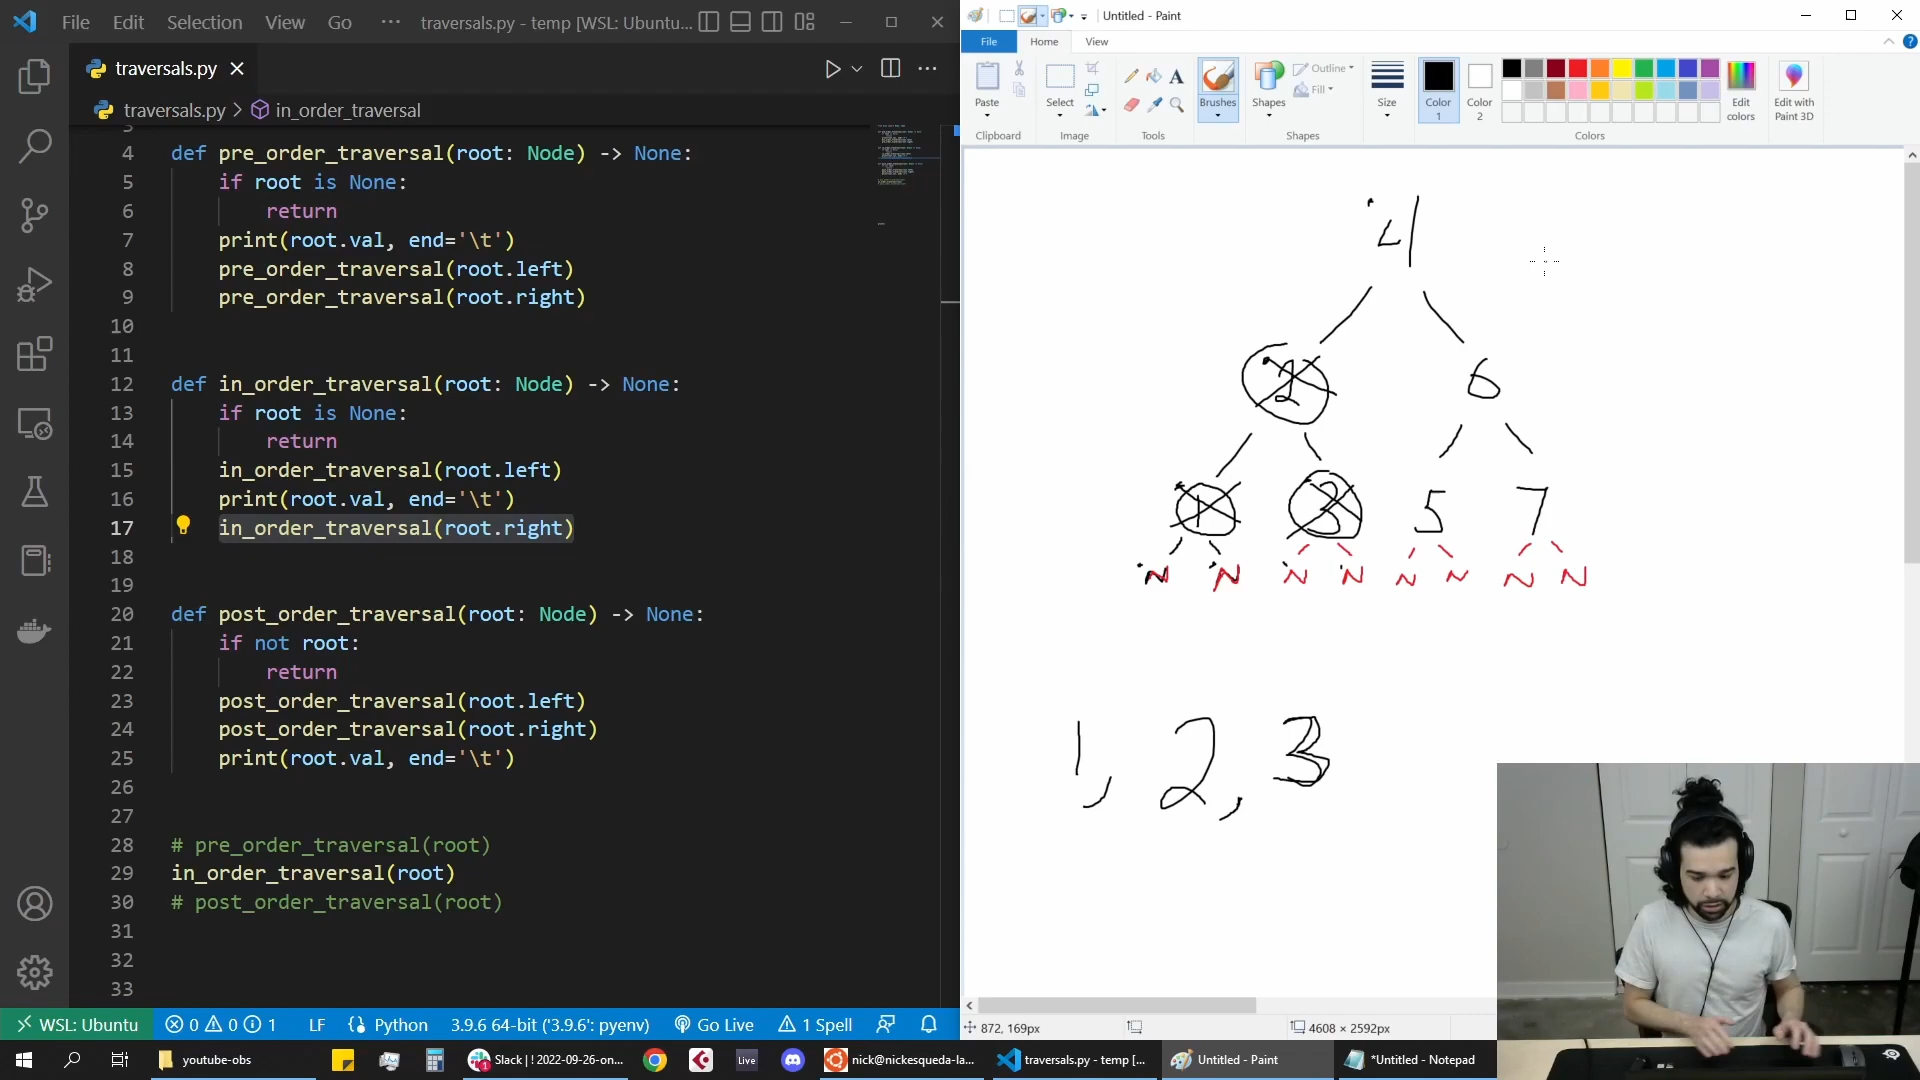 File Edit Selection View Go ··· traversals.py - temp [WSL: Ubuntu...
traversals.py
traversals.py > in_order_traversal
3
4 def pre_order_traversal(root: Node) -> None:
5 if root is None:
6 return
7 print(root.val, end='\t')
8 pre_order_traversal(root.left)
9 pre_order_traversal(root.right)
10
11
12 def in_order_traversal(root: Node) -> None:
13 if root is None:
14 return
15 in_order_traversal(root.left)
16 print(root.val, end='\t')
17 in_order_traversal(root.right)
18
19
20 def post_order_traversal(root: Node) -> None:
21 if not root:
22 return
23 post_order_traversal(root.left)
24 post_order_traversal(root.right)
25 print(root.val, end='\t')
26
27
28 # pre_order_traversal(root)
29 in_order_traversal(root)
30 # post_order_traversal(root)
31
32
33
WSL: Ubuntu 0 0 1 LF Python 3.9.6 64-bit ('3.9.6': pyenv) Go Live 1 Spell
Untitled - Paint
File Home View
Paste Select Brushes Shapes Outline Fill Size Color 1 Color 2 Edit colors Edit with Paint 3D
Clipboard Image Tools Shapes Colors
4
2 6
1 3 5 7
N N N N N N N N
1, 2, 3
872, 169px 4608 × 2592px
youtube-obs Slack | ! 2022-09-26-on... Live nick@nickesqueda-la... traversals.py - temp [... Untitled - Paint *Untitled - Notepad